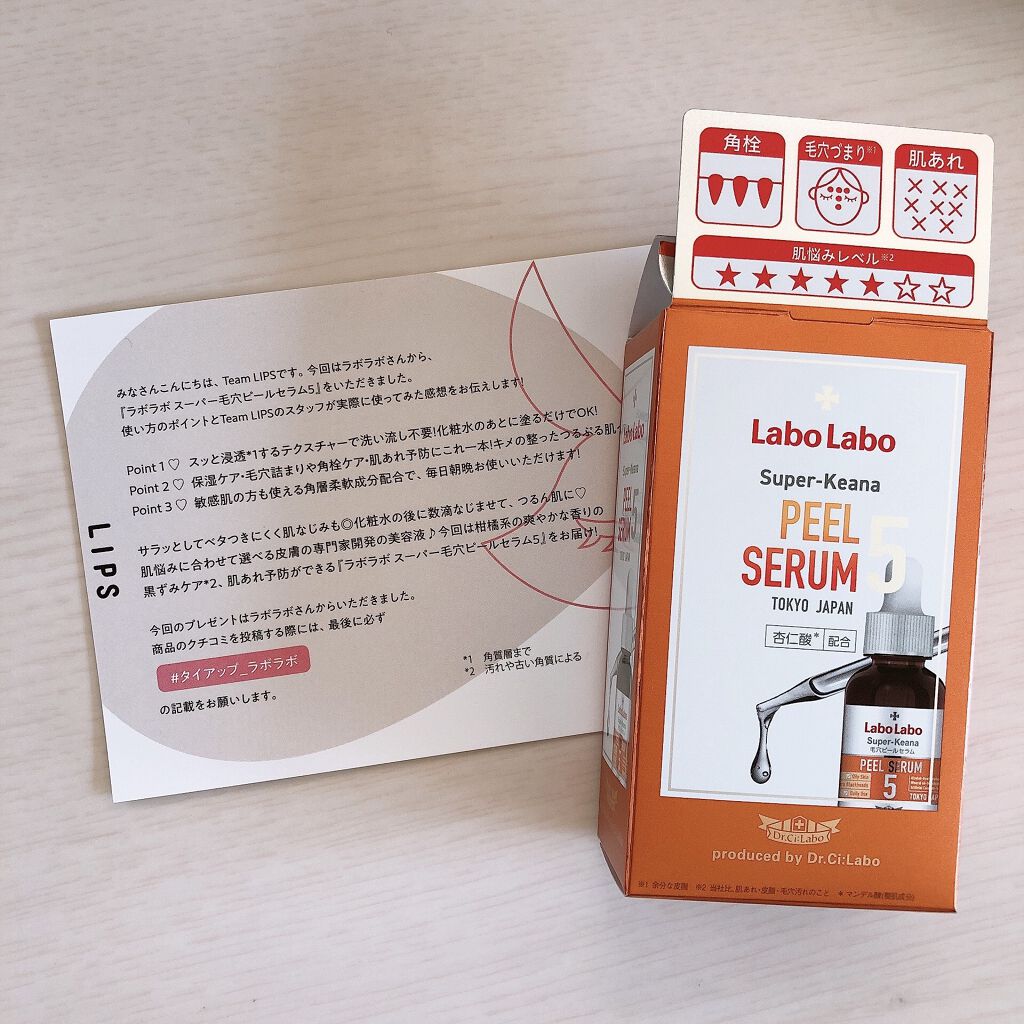 みなさんこんにちは、Team LIPSです。今回はラボラボさんから、
『ラボラボ スーパー毛穴ピールセラム5』をいただきました。
使い方のポイントとTeam LIPSのスタッフが実際に使ってみた感想をお伝えします!
Point 1♡ スッと浸透*1するテクスチャーで洗い流し不要!化粧水のあとに塗るだけでOK!
Point 2♡ 保湿ケア・毛穴詰まりや角栓ケア・肌あれ予防にこれ一本!キメの整ったつるぷる肌
Point 3♡ 敏感肌の方も使える角層柔軟成分配合で、毎日朝晩お使いいただけます!
サラッとしてベタつきにくく肌なじみも◎化粧水の後に数滴なじませて、つるん肌に♡
肌悩みに合わせて選べる皮膚の専門家開発の美容液♪今回は柑橘系の爽やかな香りの
黒ずみケア*2、肌あれ予防ができる『ラボラボ スーパー毛穴ピールセラム5』をお届け!
今回のプレゼントはラボラボさんからいただきました。
商品のクチコミを投稿する際には、最後に必ず
#タイアップ_ラボラボ
の記載をお願いします。
*1 角質層まで
*2 汚れや古い角質による
LIPS
角栓
毛穴づまり※1
肌あれ
肌悩みレベル※2
★★★★★☆☆
Labo Labo
Super-Keana
PEEL
SERUM 5
TOKYO JAPAN
杏仁酸* 配合
Labo Labo
Super-Keana
毛穴ピールセラム
PEEL SERUM
5
Oily Skin
Blackheads
Dull Skin
TOKYO JA
Dr.Ci:Labo
produced by Dr.Ci:Labo
※1 余分な皮脂 ※2 当社比、肌あれ・皮脂・毛穴汚れのこと *マンデル酸(整肌成分)
Labo Labo
Super-Keana
PEEL
SERUM 5